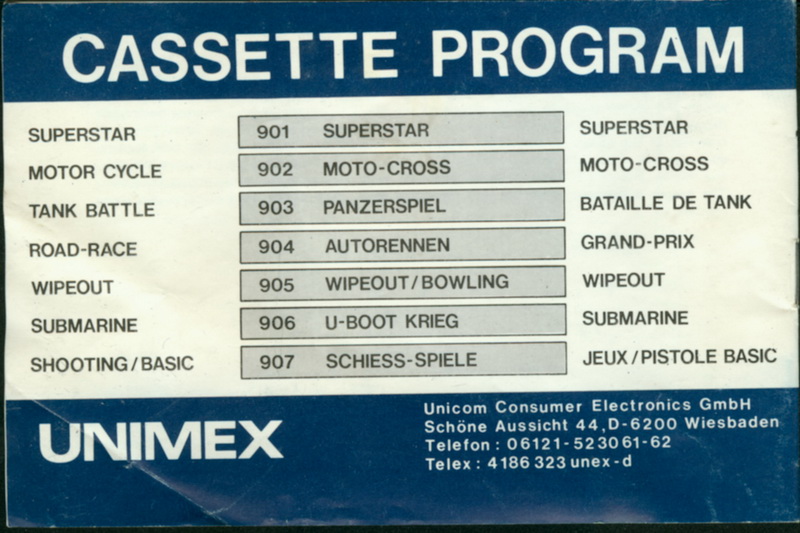 CASSETTE PROGRAM
SUPERSTAR 901 SUPERSTAR SUPERSTAR
MOTOR CYCLE 902 MOTO-CROSS MOTO-CROSS
TANK BATTLE 903 PANZERSPIEL BATAILLE DE TANK
ROAD-RACE 904 AUTORENNEN GRAND-PRIX
WIPEOUT 905 WIPEOUT/BOWLING WIPEOUT
SUBMARINE 906 U-BOOT KRIEG SUBMARINE
SHOOTING/BASIC 907 SCHIESS-SPIELE JEUX/PISTOLE BASIC
UNIMEX
Unicom Consumer Electronics GmbH
Schöne Aussicht 44, D-6200 Wiesbaden
Telefon: 06121-523061-62
Telex: 4186323 unex-d